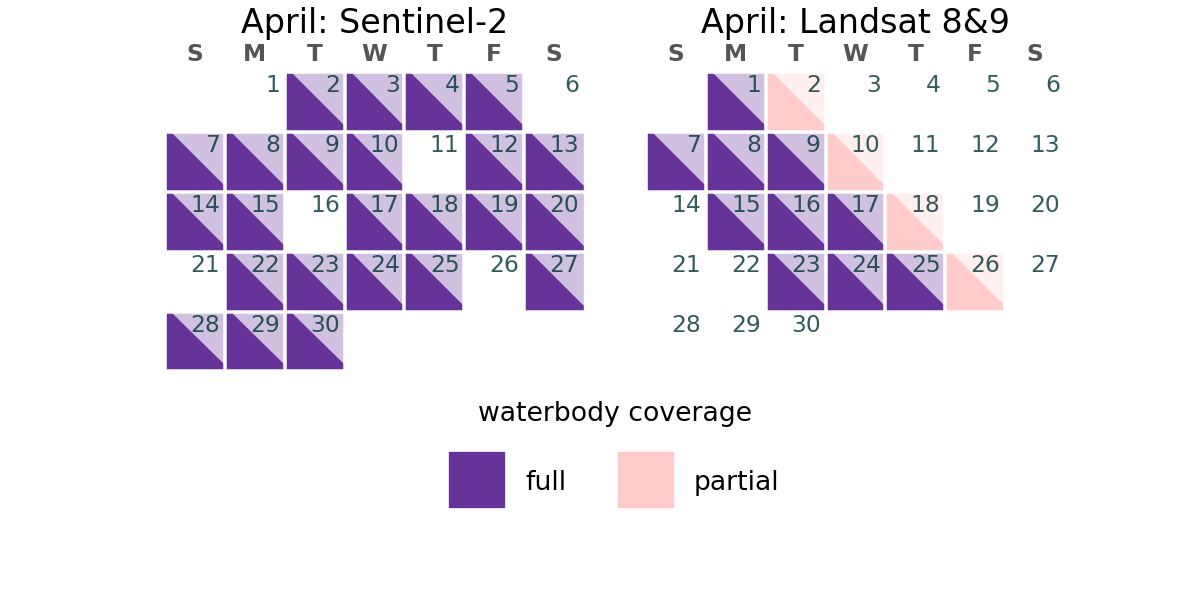 April: Sentinel-2
S M T W T F S
1 2 3 4 5 6
7 8 9 10 11 12 13
14 15 16 17 18 19 20
21 22 23 24 25 26 27
28 29 30
April: Landsat 8&9
S M T W T F S
1 2 3 4 5 6
7 8 9 10 11 12 13
14 15 16 17 18 19 20
21 22 23 24 25 26 27
28 29 30
waterbody coverage
full partial